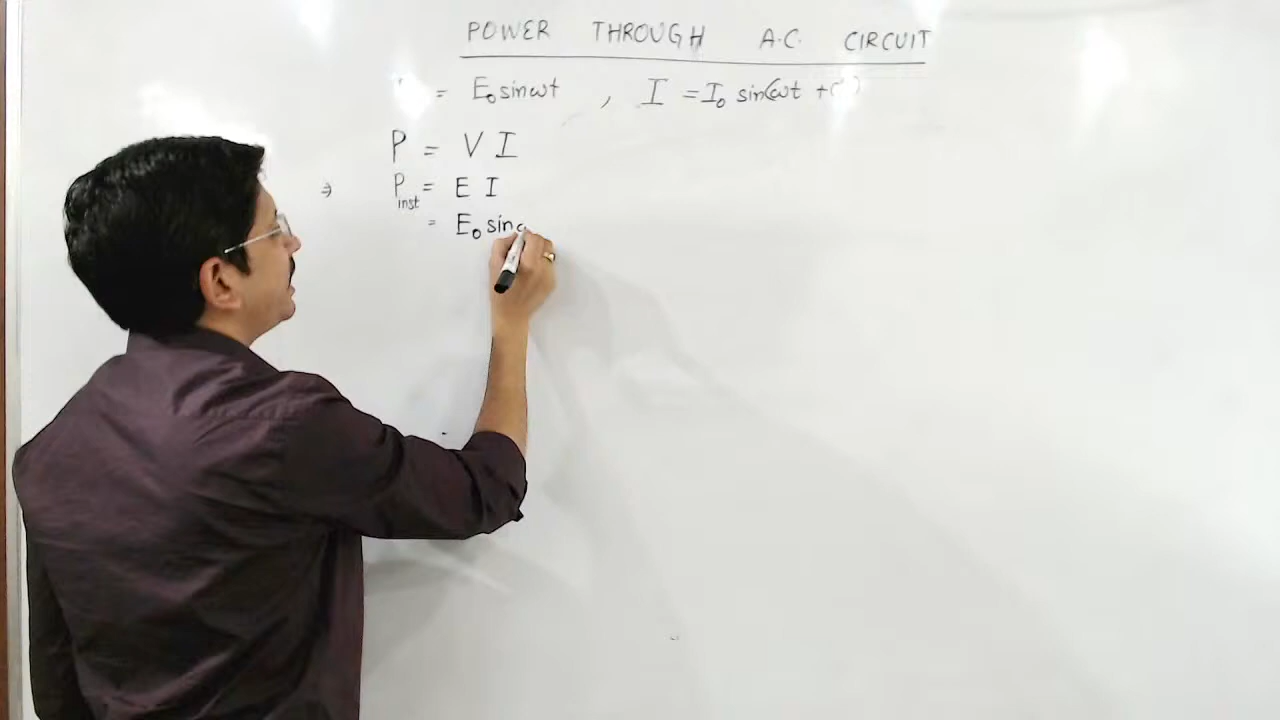 POWER THROUGH A.C. CIRCUIT
= E₀ sinωt , I = I₀ sin(ωt +
P = V I
⇒ P_inst = E I
= E₀ sin